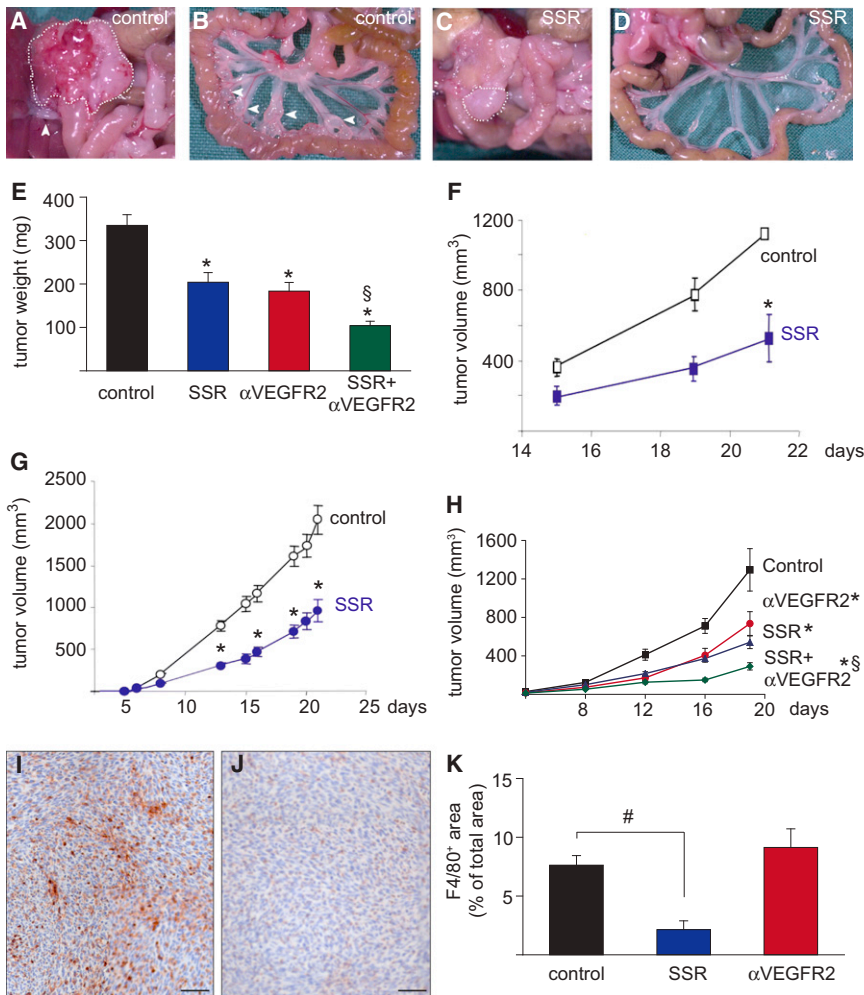 A control
B control
C SSR
D SSR
E
tumor weight (mg)
400
300
200
100
*
*
§
*
control
SSR
αVEGFR2
SSR+
αVEGFR2
F
tumor volume (mm³)
1200
800
400
control
*
SSR
14 16 18 20 22 days
G
tumor volume (mm³)
2500
2000
1500
1000
500
control
SSR
* * * *
5 10 15 20 25 days
H
tumor volume (mm³)
1600
1200
800
400
Control
αVEGFR2*
SSR*
SSR+
αVEGFR2 *§
8 12 16 20 days
I
J
K
F4/80⁺ area
(% of total area)
15
10
5
#
control
SSR
αVEGFR2